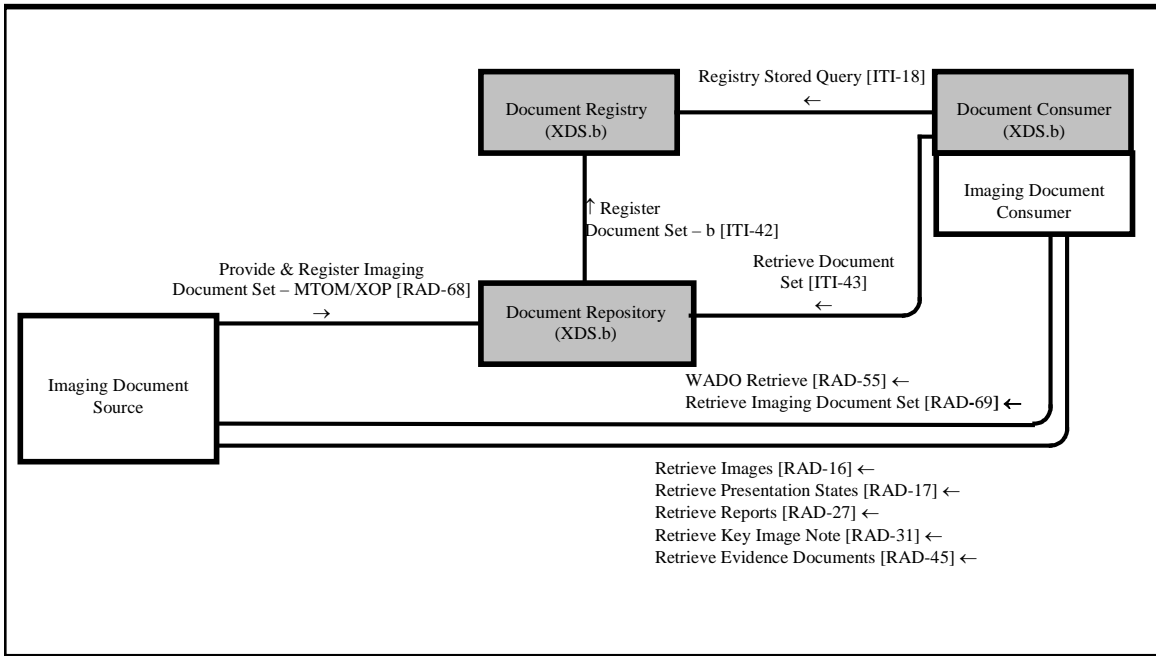 Registry Stored Query [ITI-18]
←
Document Registry
(XDS.b)
Document Consumer
(XDS.b)
Imaging Document
Consumer
↑ Register
Document Set – b [ITI-42]
Retrieve Document
Set [ITI-43]
←
Provide & Register Imaging
Document Set – MTOM/XOP [RAD-68]
→
Document Repository
(XDS.b)
Imaging Document
Source
WADO Retrieve [RAD-55] ←
Retrieve Imaging Document Set [RAD-69] ←
Retrieve Images [RAD-16] ←
Retrieve Presentation States [RAD-17] ←
Retrieve Reports [RAD-27] ←
Retrieve Key Image Note [RAD-31] ←
Retrieve Evidence Documents [RAD-45] ←